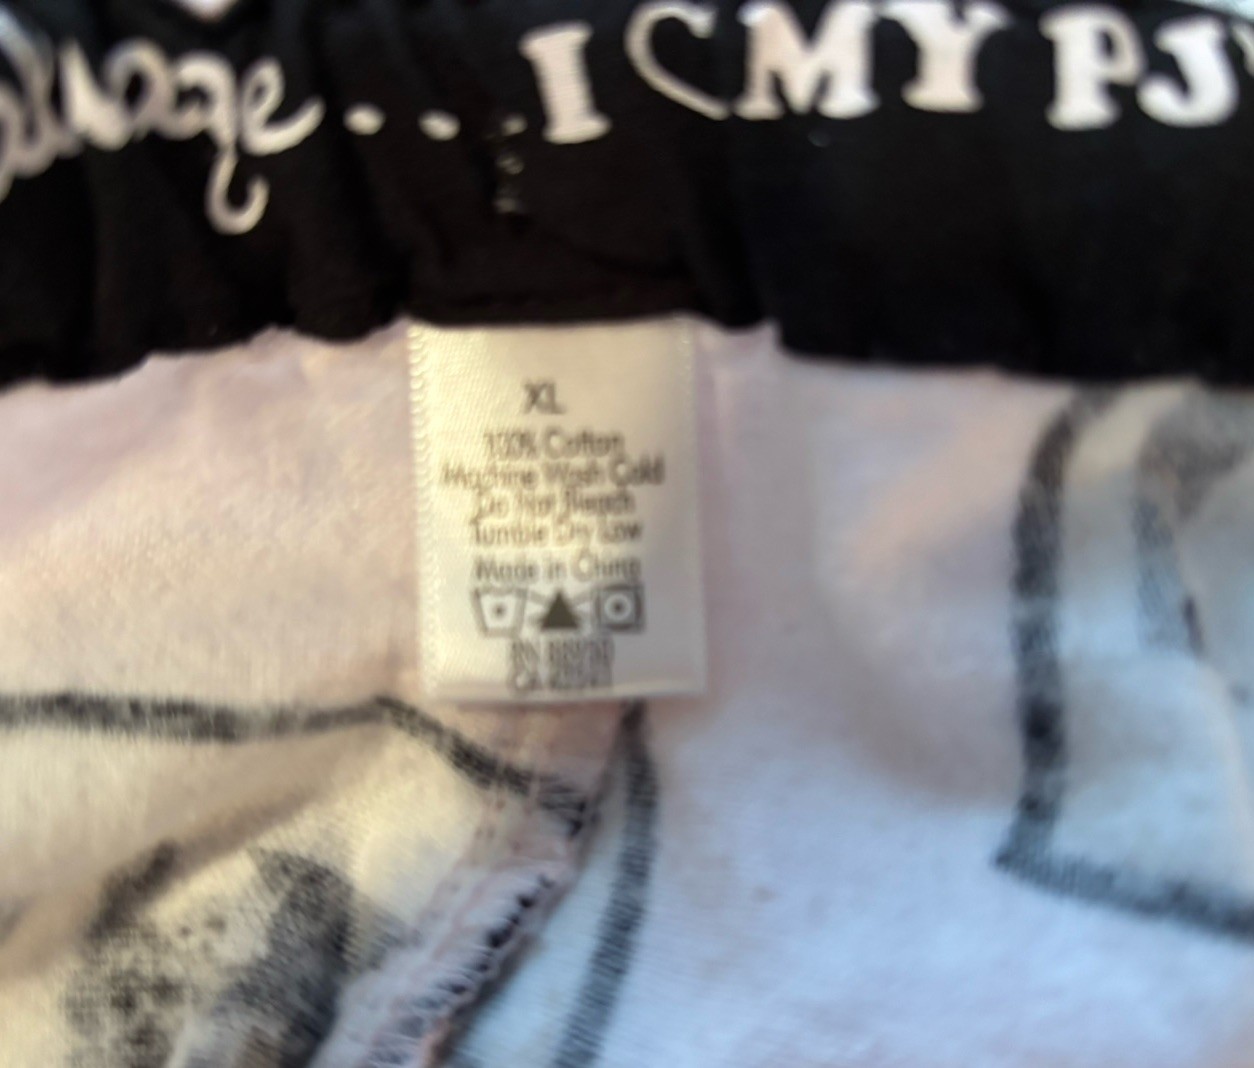 ... I MY PJ
XL
100% Cotton
Machine Wash Cold
Do Not Bleach
Tumble Dry Low
Made in China